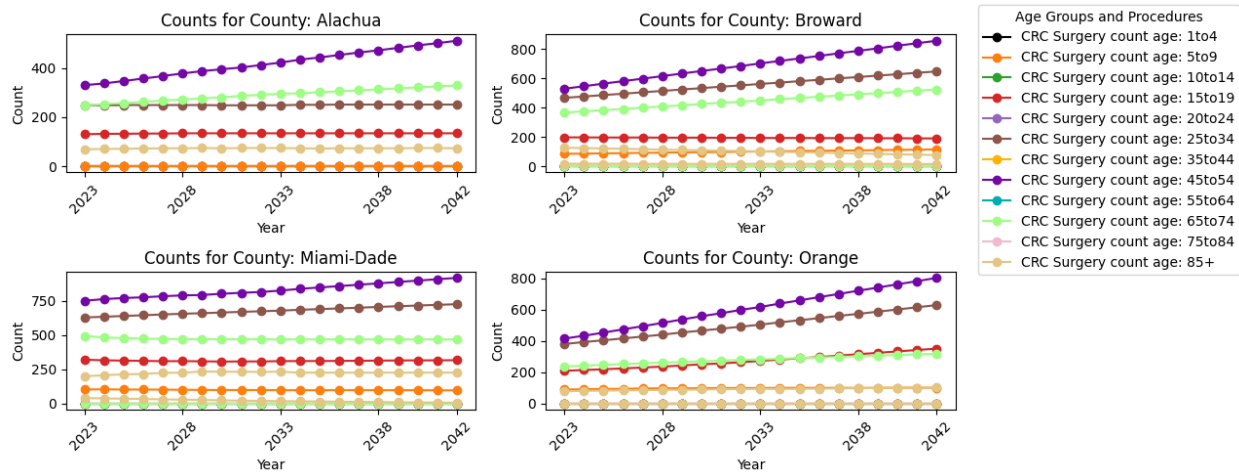 Counts for County: Alachua
Count
400
200
0
2023
2028
2033
2038
2042
Year
Counts for County: Broward
Count
800
600
400
200
0
2023
2028
2033
2038
2042
Year
Age Groups and Procedures
CRC Surgery count age: 1to4
CRC Surgery count age: 5to9
CRC Surgery count age: 10to14
CRC Surgery count age: 15to19
CRC Surgery count age: 20to24
CRC Surgery count age: 25to34
CRC Surgery count age: 35to44
CRC Surgery count age: 45to54
CRC Surgery count age: 55to64
CRC Surgery count age: 65to74
CRC Surgery count age: 75to84
CRC Surgery count age: 85+
Counts for County: Miami-Dade
Count
750
500
250
0
2023
2028
2033
2038
2042
Year
Counts for County: Orange
Count
800
600
400
200
0
2023
2028
2033
2038
2042
Year